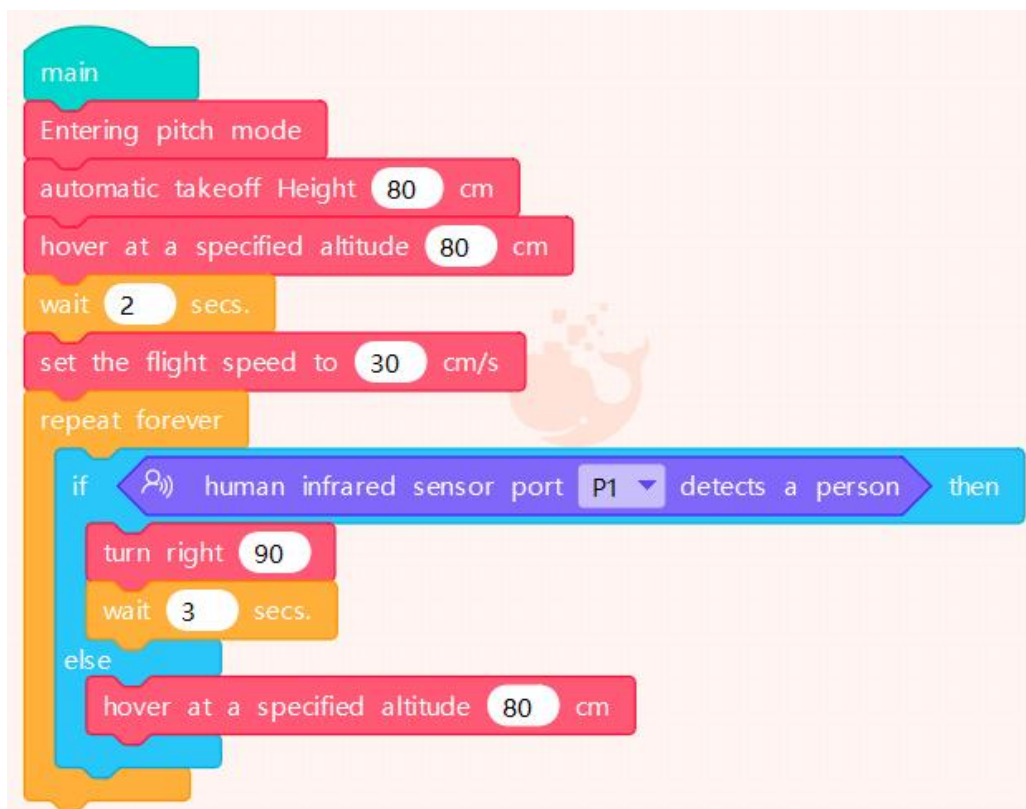 main
Entering pitch mode
automatic takeoff Height 80 cm
hover at a specified altitude 80 cm
wait 2 secs.
set the flight speed to 30 cm/s
repeat forever
if human infrared sensor port P1 detects a person then
turn right 90
wait 3 secs.
else
hover at a specified altitude 80 cm